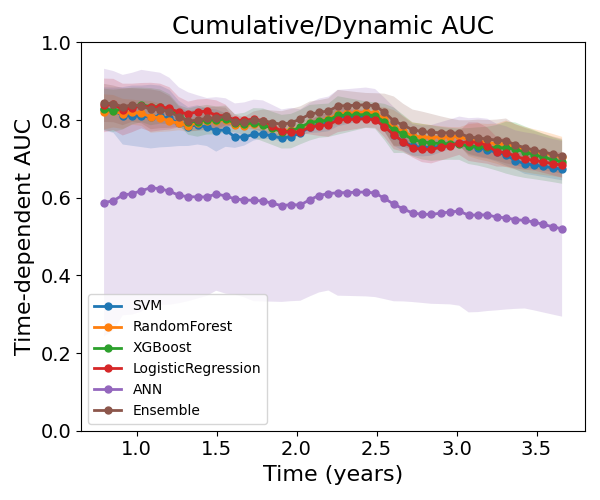 Cumulative/Dynamic AUC
Time-dependent AUC
1.0
0.8
0.6
0.4
0.2
0.0
SVM
RandomForest
XGBoost
LogisticRegression
ANN
Ensemble
1.0 1.5 2.0 2.5 3.0 3.5
Time (years)